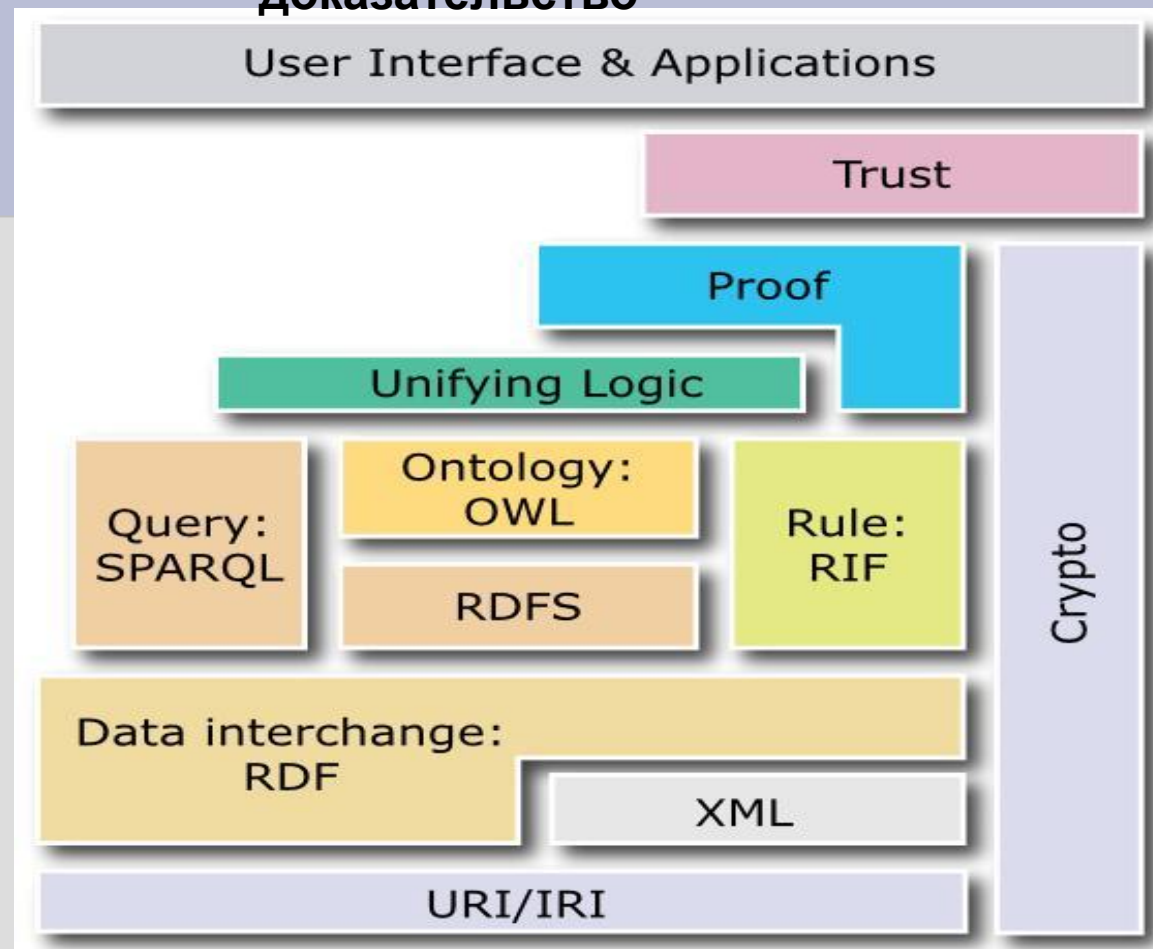 доказательство
User Interface & Applications
Trust
Proof
Unifying Logic
Query:
SPARQL
Ontology:
OWL
RDFS
Rule:
RIF
Crypto
Data interchange:
RDF
XML
URI/IRI